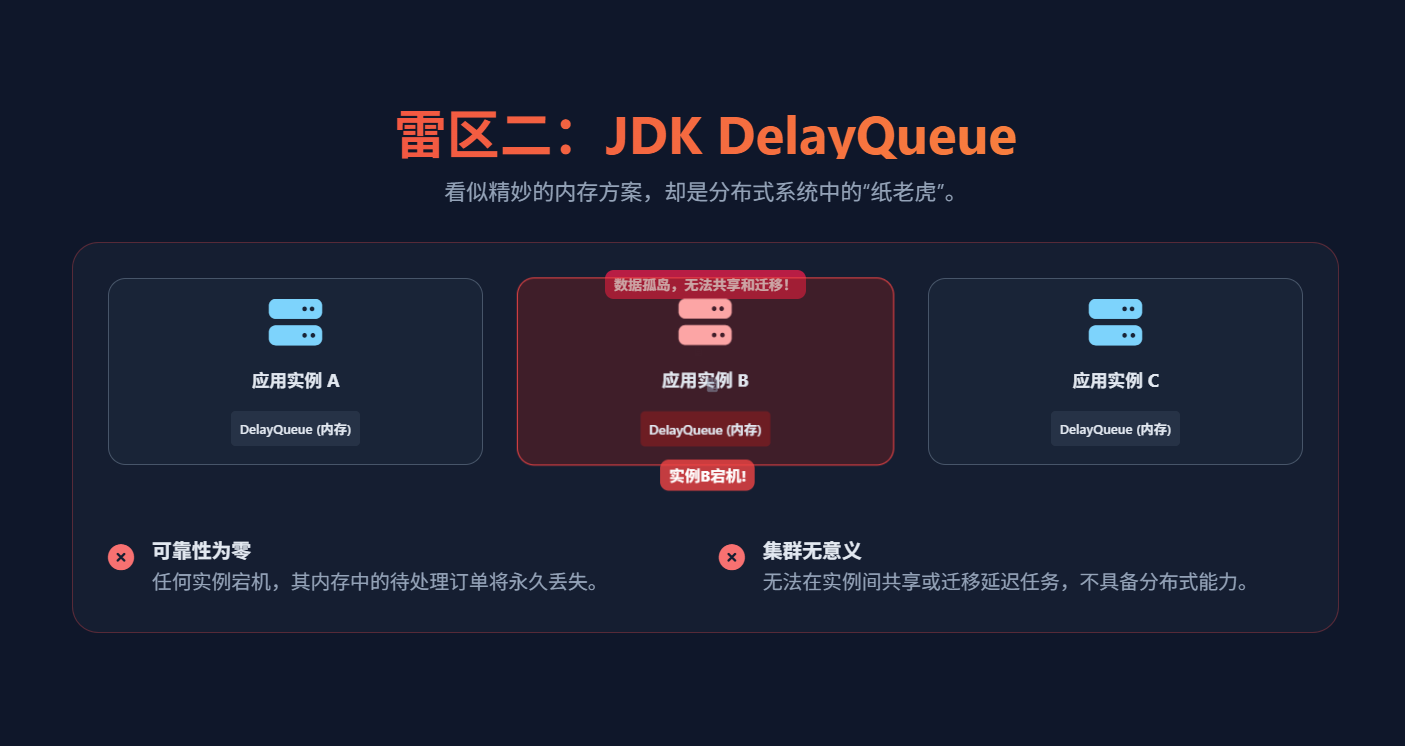 雷区二：JDK DelayQueue
看似精妙的内存方案，却是分布式系统中的“纸老虎”。
数据孤岛，无法共享和迁移！
应用实例 A
应用实例 B
应用实例 C
DelayQueue (内存)
DelayQueue (内存)
DelayQueue (内存)
实例B宕机!
可靠性为零
任何实例宕机，其内存中的待处理订单将永久丢失。
集群无意义
无法在实例间共享或迁移延迟任务，不具备分布式能力。